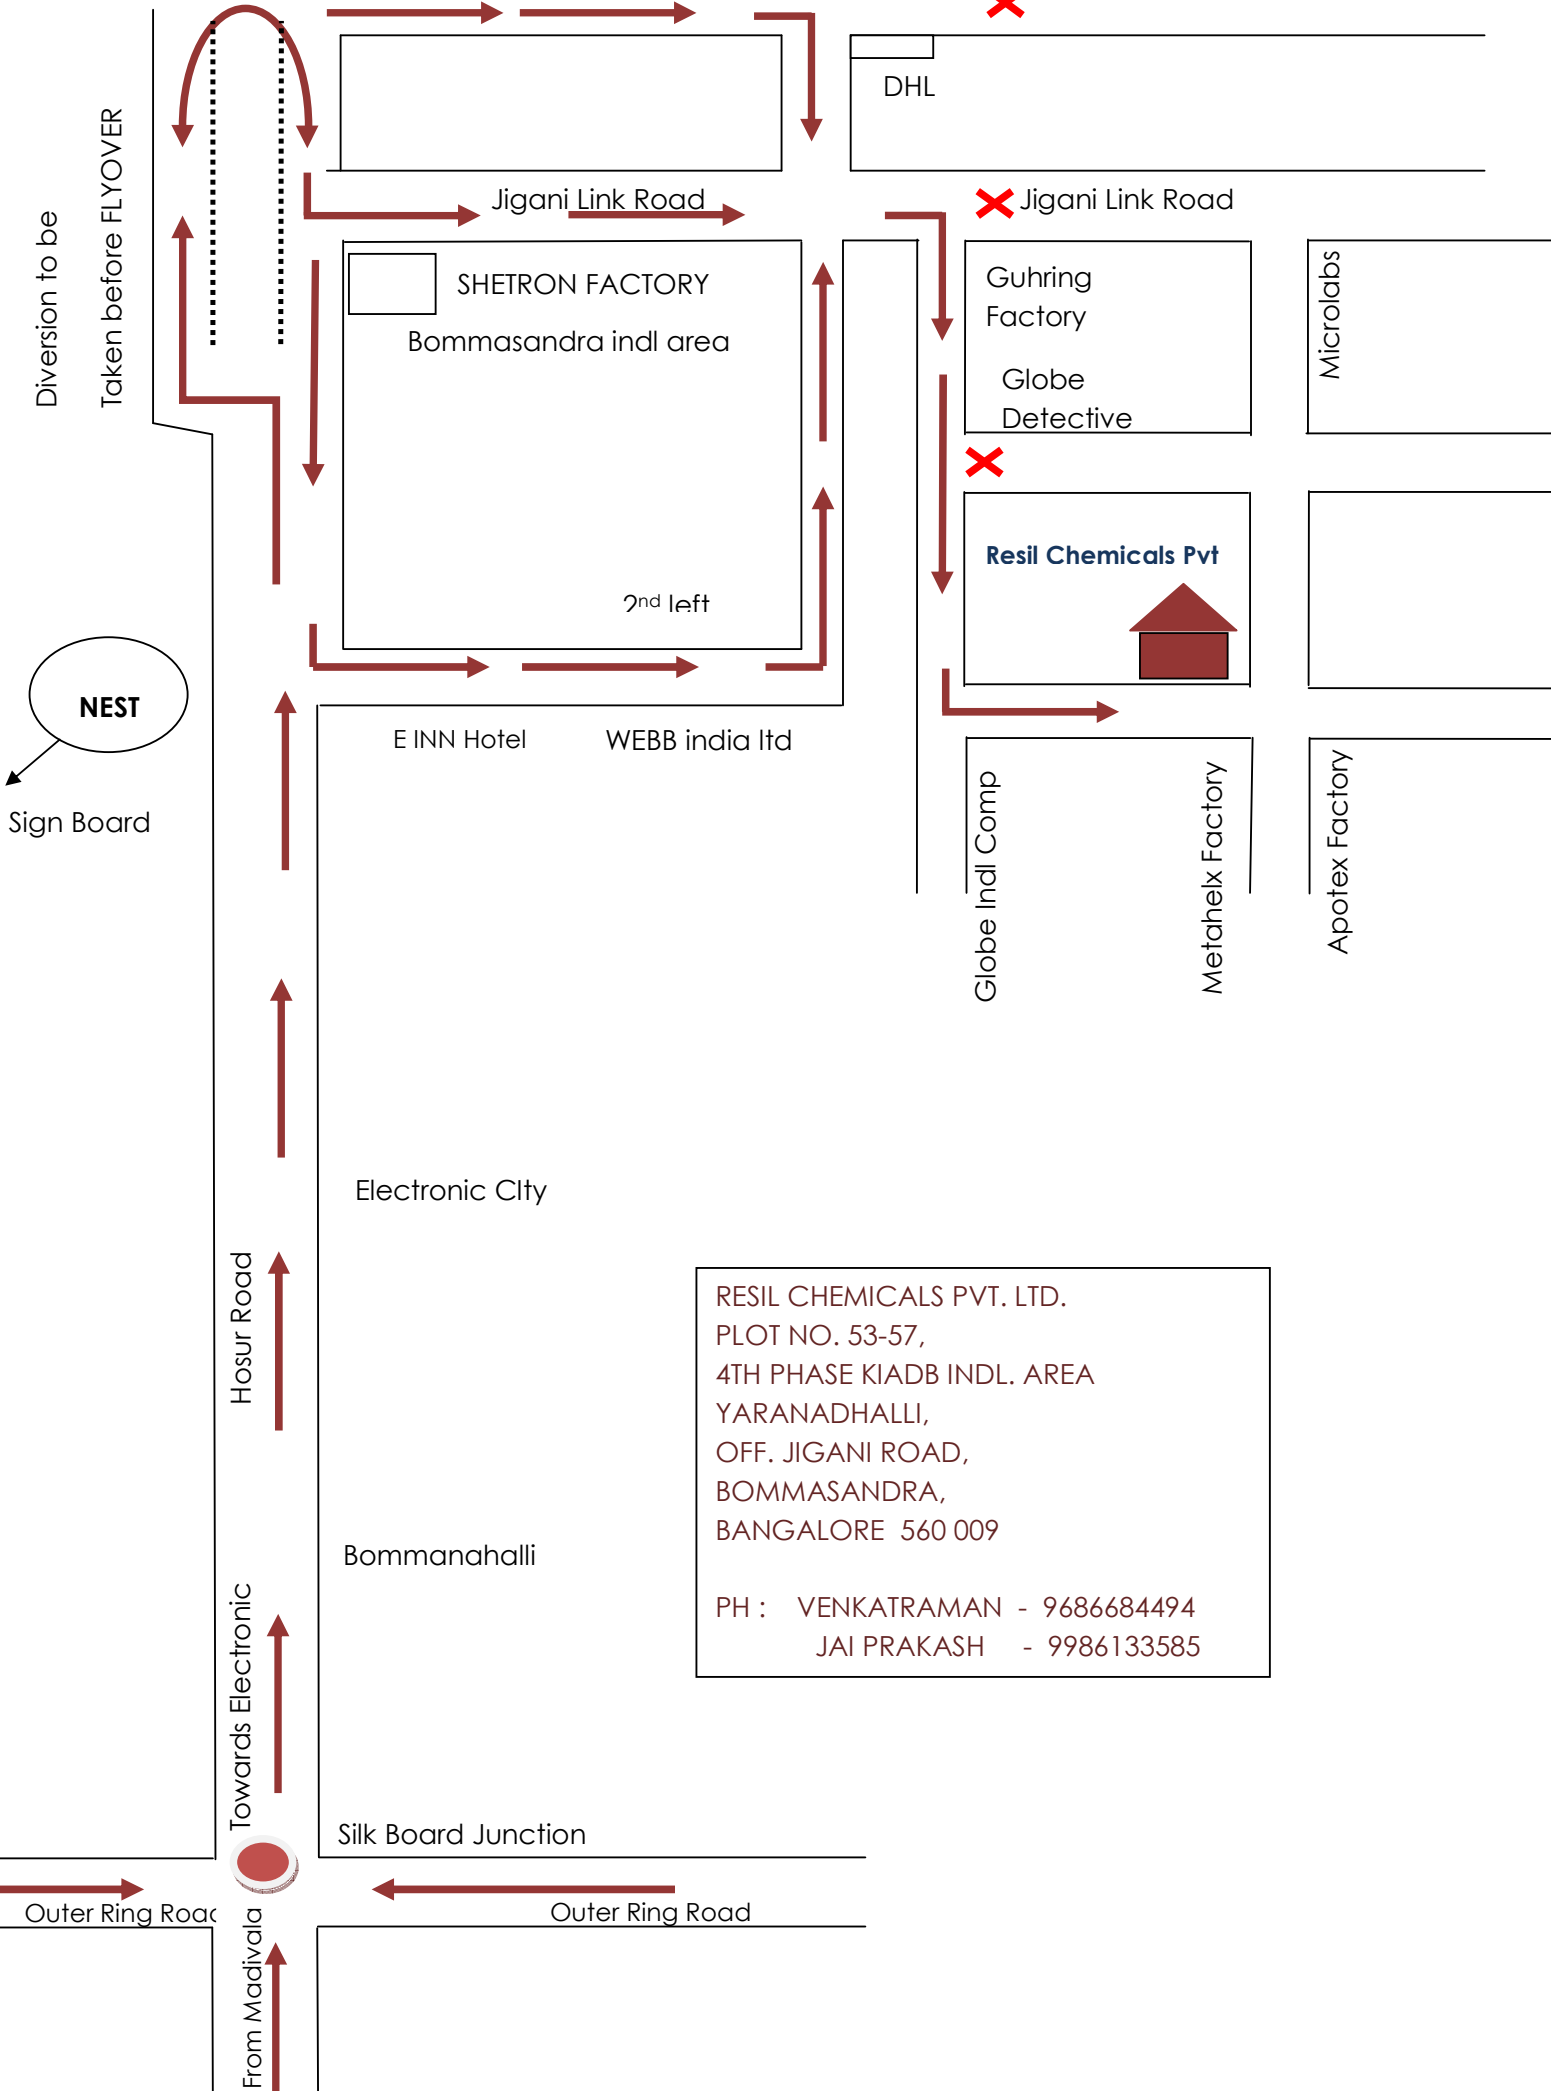 DHL
Diversion to be
Taken before FLYOVER
Jigani Link Road
Jigani Link Road
SHETRON FACTORY
Bommasandra indl area
Guhring
Factory
Globe
Detective
Microlabs
Resil Chemicals Pvt
2nd left
NEST
Sign Board
E INN Hotel
WEBB india ltd
Globe Indl Comp
Metahelx Factory
Apotex Factory
Electronic CIty
Hosur Road
RESIL CHEMICALS PVT. LTD.
PLOT NO. 53-57,
4TH PHASE KIADB INDL. AREA
YARANADHALLI,
OFF. JIGANI ROAD,
BOMMASANDRA,
BANGALORE 560 009
PH : VENKATRAMAN - 9686684494
JAI PRAKASH - 9986133585
Bommanahalli
Towards Electronic
Silk Board Junction
Outer Ring Road
Outer Ring Road
From Madivala